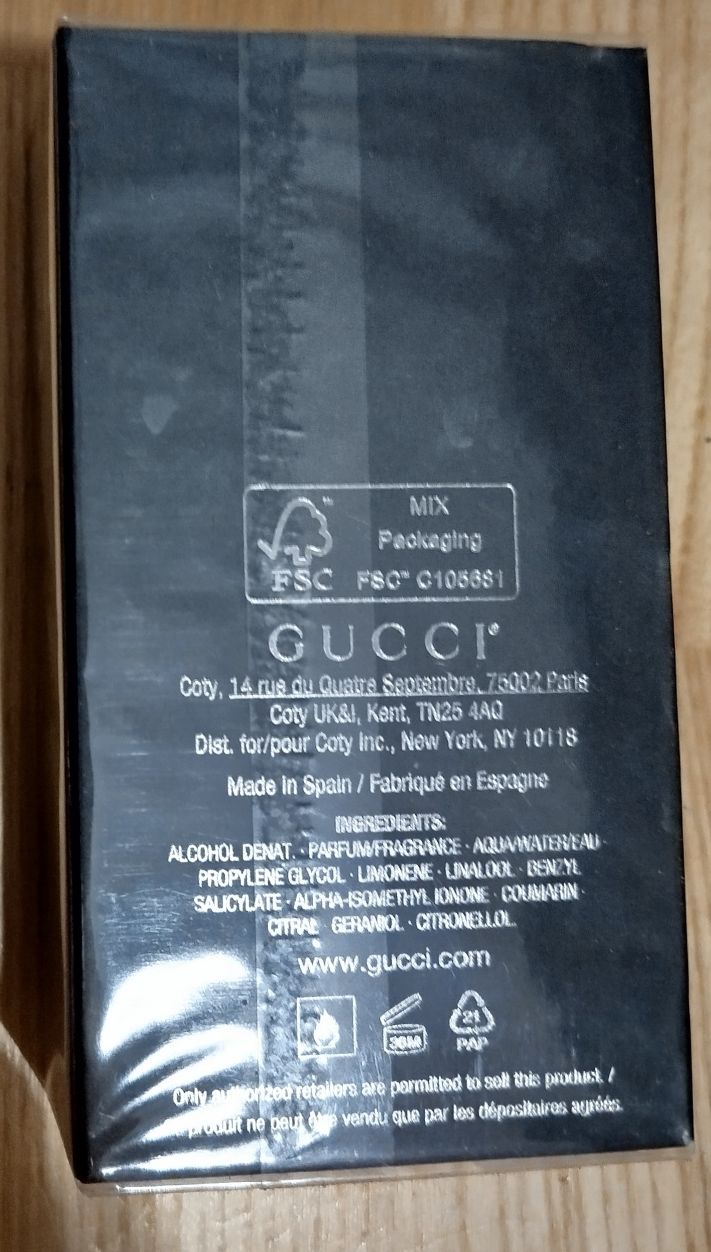 MIX
Packaging
FSC™ C105681
FSC
GUCCI®
Coty, 14 rue du Quatre Septembre, 75002 Paris
Coty UK&I, Kent, TN25 4AQ
Dist. for/pour Coty Inc., New York, NY 10118
Made in Spain / Fabriqué en Espagne
INGREDIENTS:
ALCOHOL DENAT. · PARFUM/FRAGRANCE · AQUA/WATER/EAU ·
PROPYLENE GLYCOL · LIMONENE · LINALOOL · BENZYL
SALICYLATE · ALPHA-ISOMETHYL IONONE · COUMARIN ·
CITRAL · GERANIOL · CITRONELLOL.
www.gucci.com
36M
21
PAP
Only authorized retailers are permitted to sell this product. /
produit ne peut être vendu que par les dépositaires agréés.